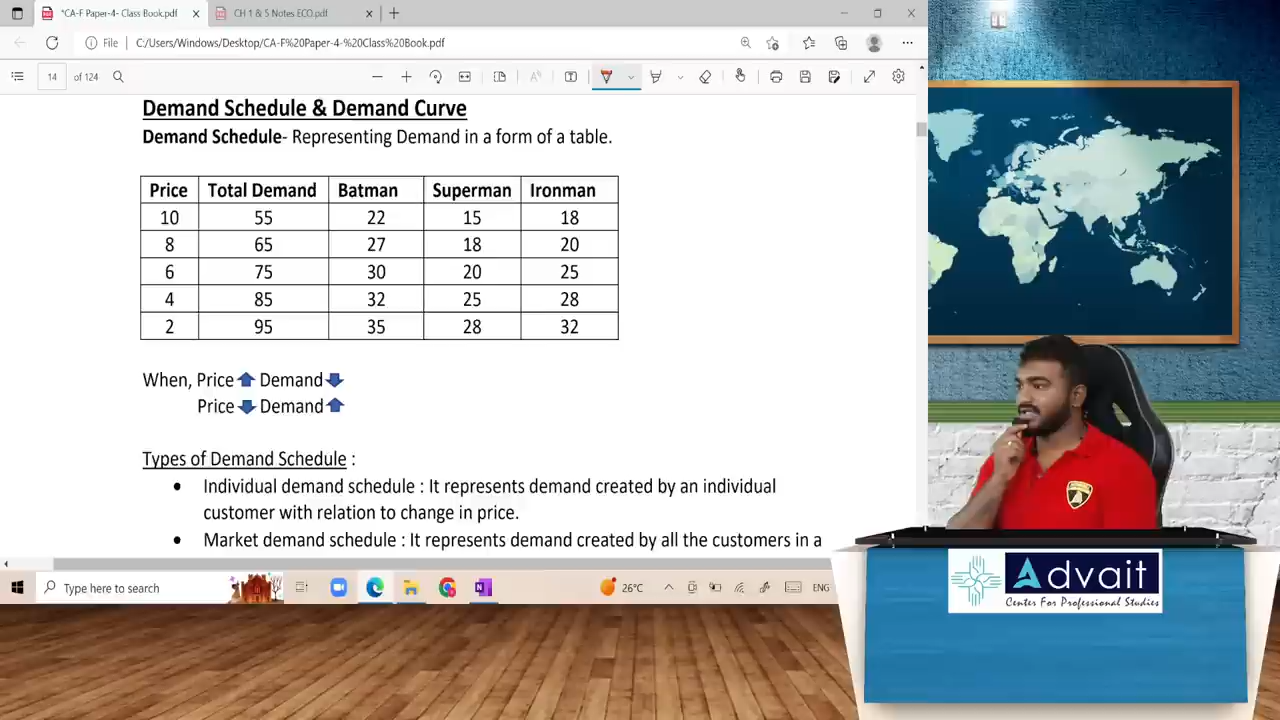 *CA-F Paper-4- Class Book.pdf
CH 1 & 5 Notes ECO.pdf
File
C:/Users/Windows/Desktop/CA-F%20Paper-4-%20Class%20Book.pdf
14 of 124
Demand Schedule & Demand Curve
Demand Schedule- Representing Demand in a form of a table.
Price Total Demand Batman Superman Ironman
10 55 22 15 18
8 65 27 18 20
6 75 30 20 25
4 85 32 25 28
2 95 35 28 32
When, Price Demand
Price Demand
Types of Demand Schedule :
Individual demand schedule : It represents demand created by an individual
customer with relation to change in price.
Market demand schedule : It represents demand created by all the customers in a
Type here to search
26°C
ENG
Advait
Center For Professional Studies